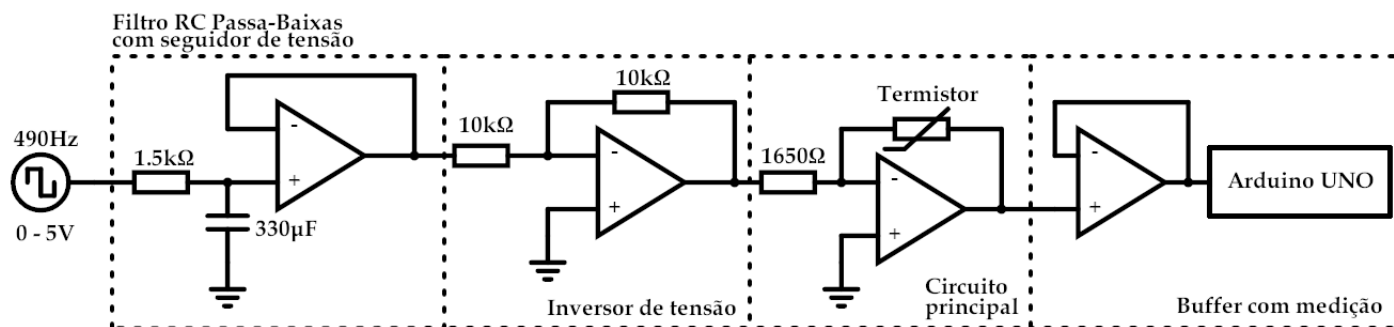 Filtro RC Passa-Baixas
com seguidor de tensão
490Hz
0 - 5V
1.5kΩ
330µF
-
+
10kΩ
10kΩ
-
+
Inversor de tensão
1650Ω
Termistor
-
+
Circuito
principal
-
+
Arduino UNO
Buffer com medição